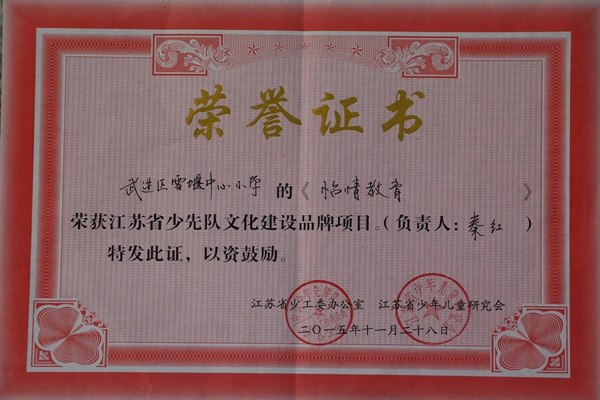 荣誉证书
武进区雪堰中心小学的《怡情教育》
荣获江苏省少先队文化建设品牌项目。(负责人：秦红)
特发此证，以资鼓励。
江苏省少工委办公室 江苏省少年儿童研究会
二〇一五年十一月二十八日